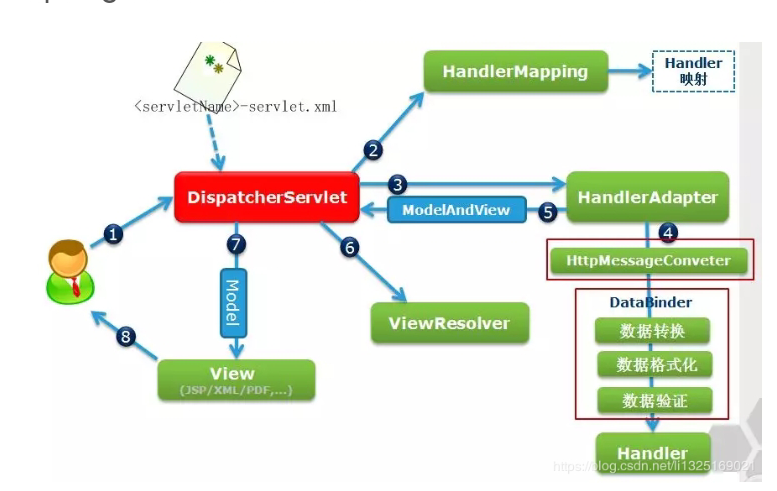 <servletName>-servlet.xml
HandlerMapping
Handler
映射
2
DispatcherServlet
3
ModelAndView
5
HandlerAdapter
1
7
6
4
HttpMessageConveter
DataBinder
Model
ViewResolver
数据转换
8
View
(JSP/XML/PDF,...)
数据格式化
数据验证
Handler
https://blog.csdn.net/li1325169021